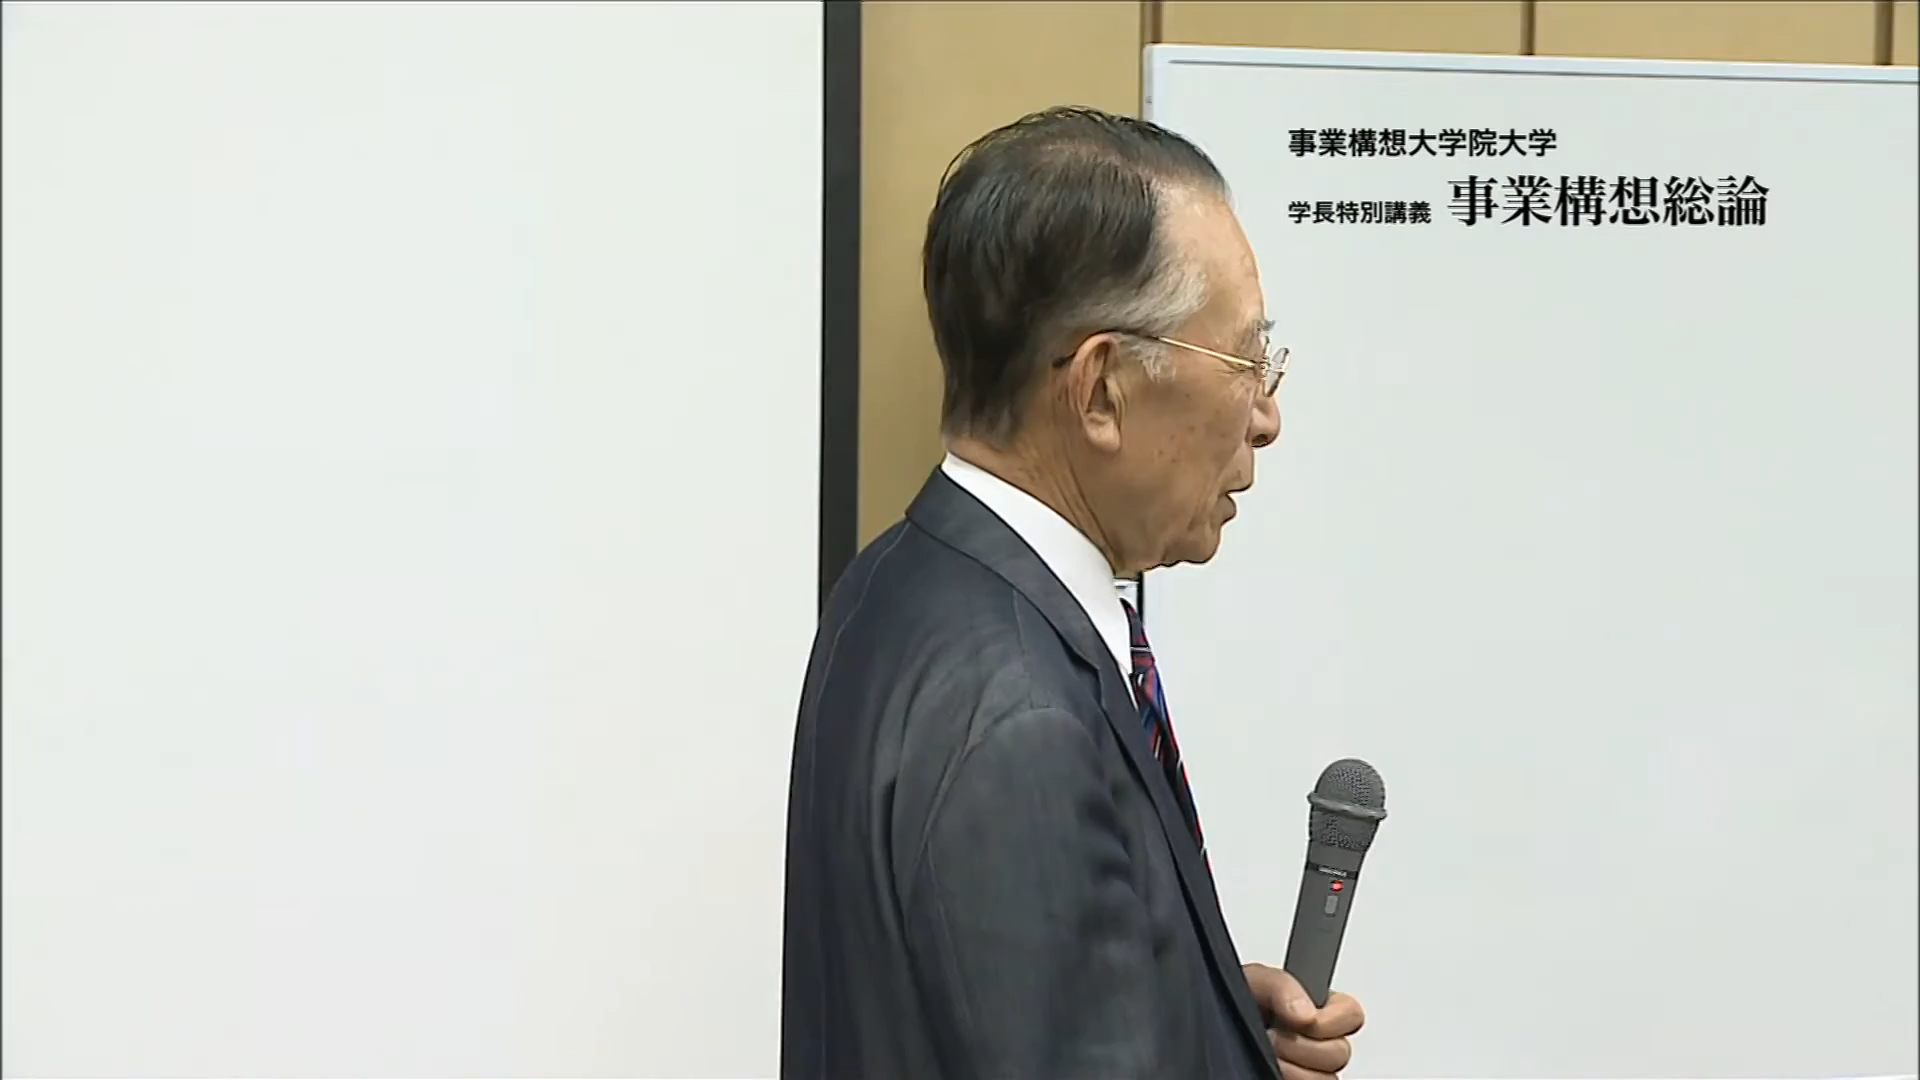 事業構想大学院大学
学長特別講義 事業構想総論